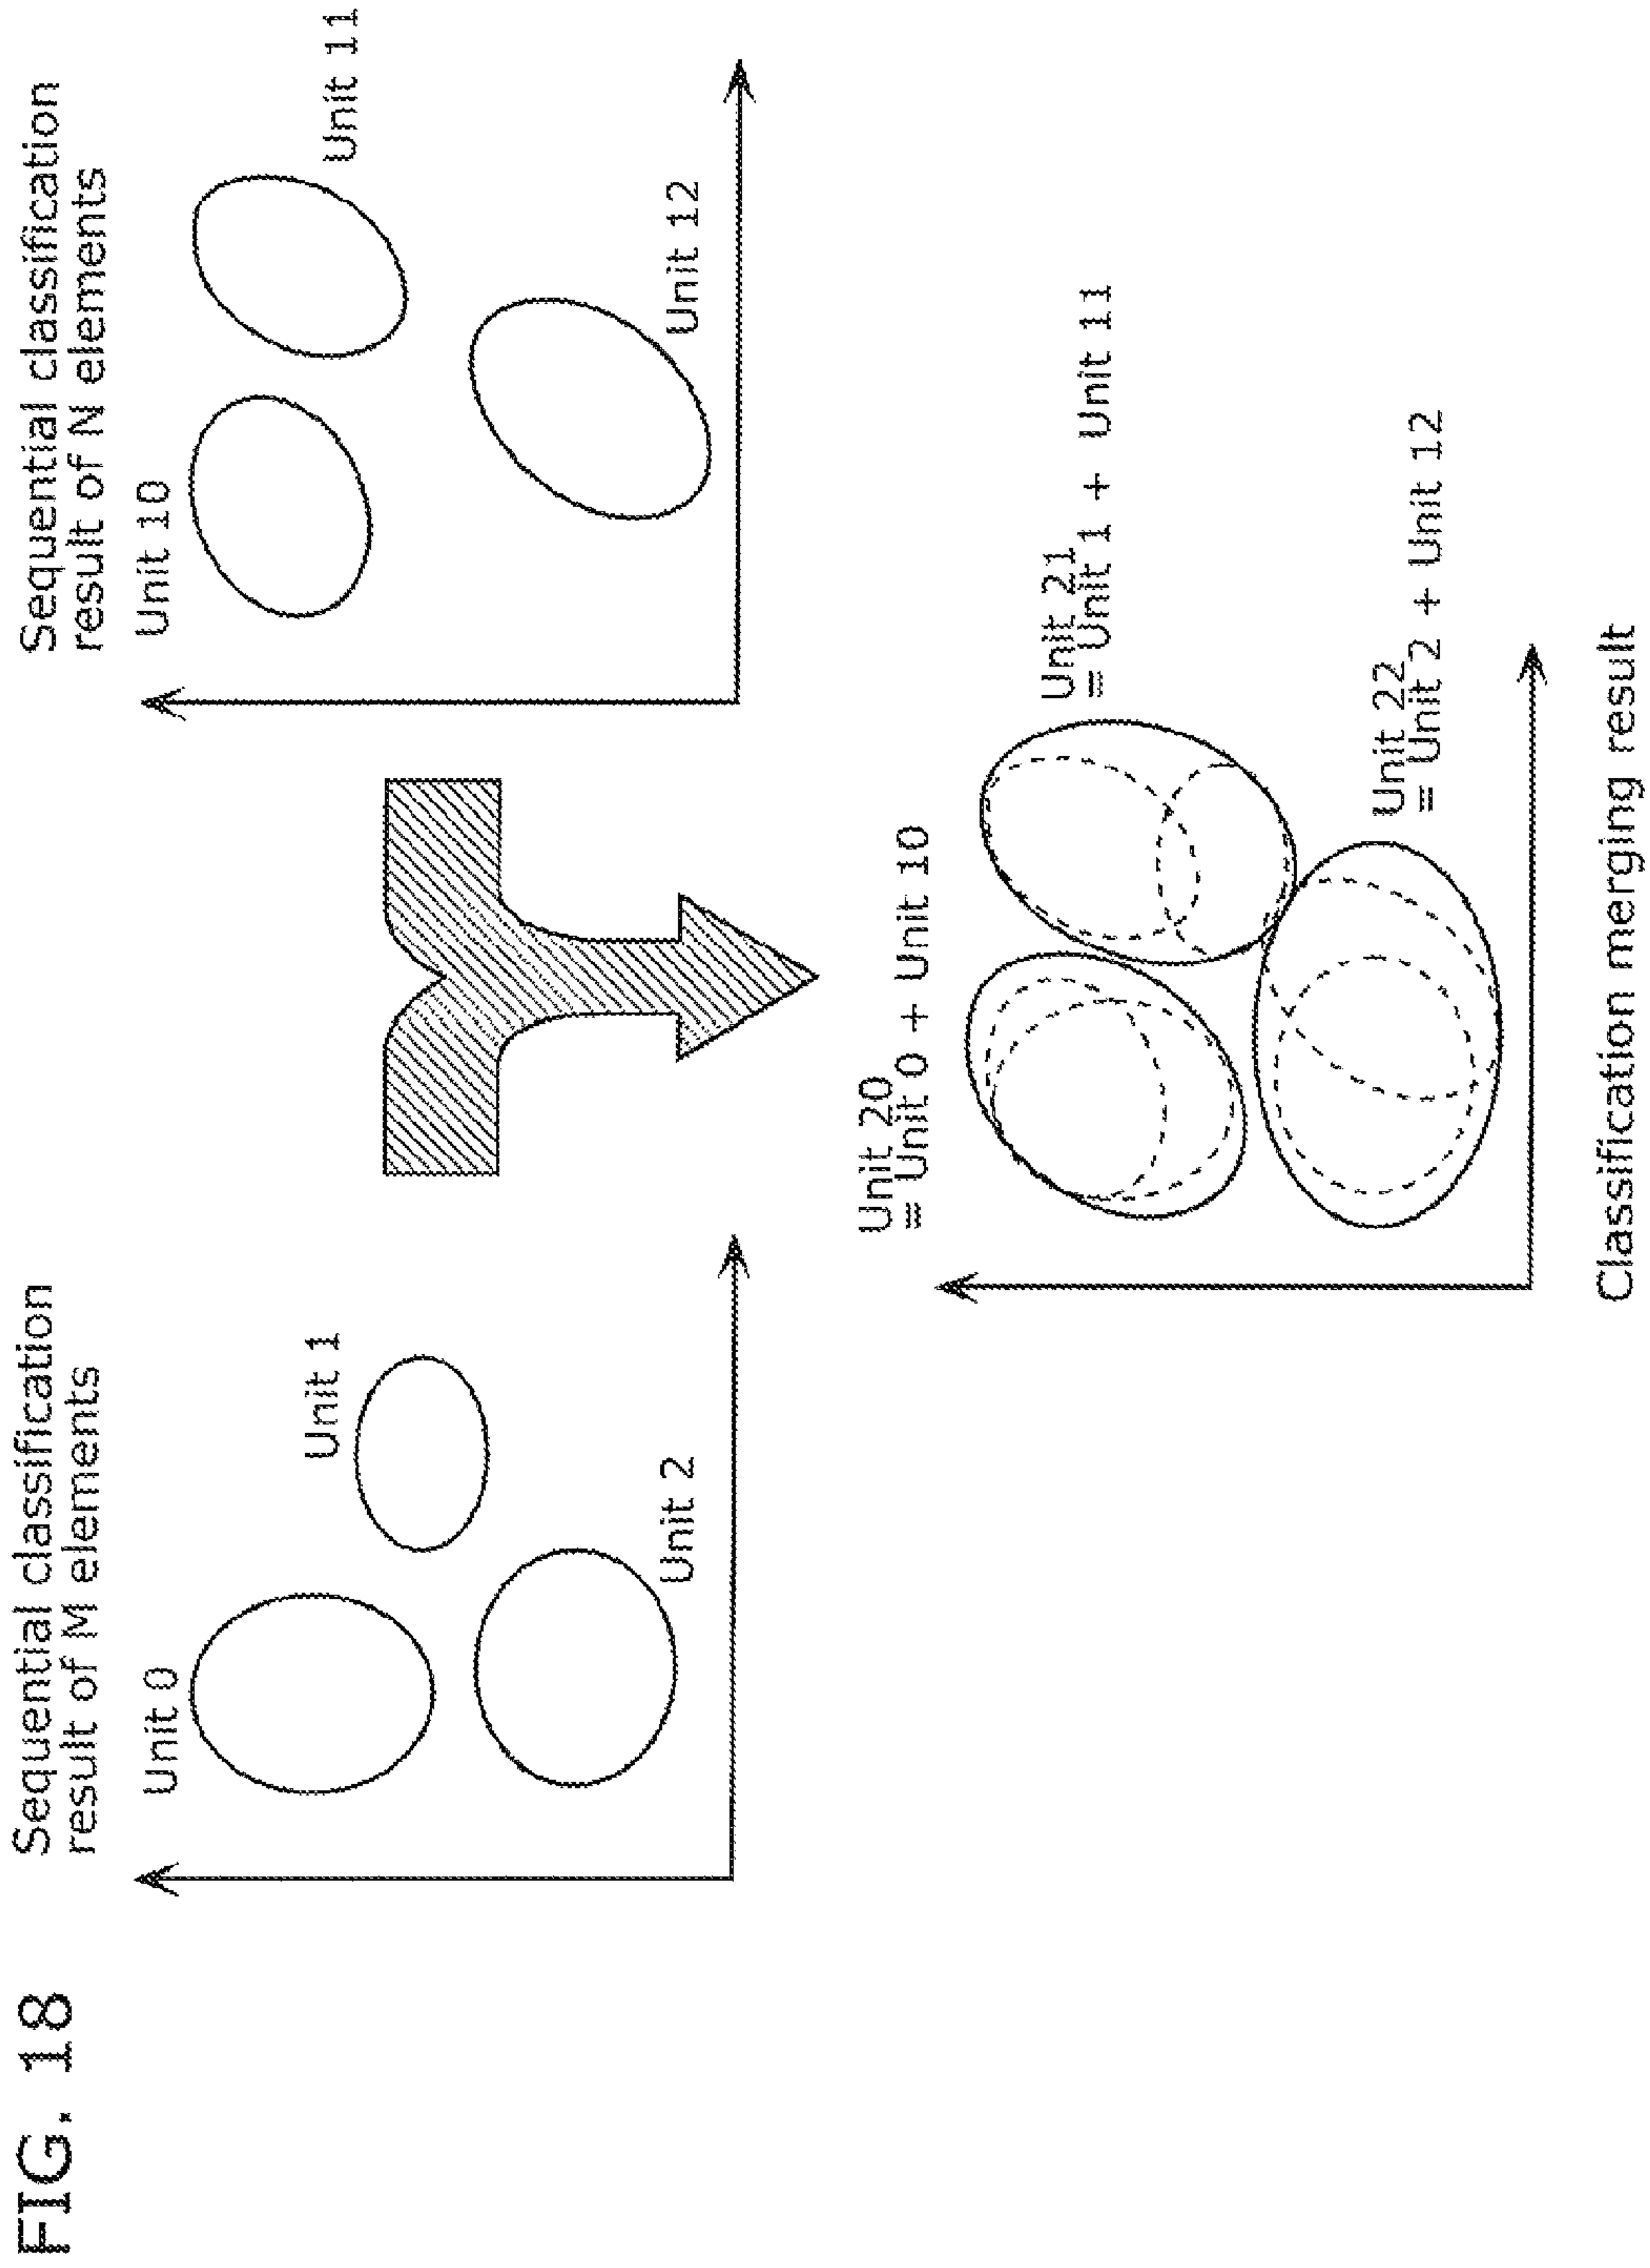 FIG. 18
Sequential classification
result of M elements
Unit 0
Unit 1
Unit 2
Sequential classification
result of N elements
Unit 10
Unit 11
Unit 12
Unit 20
= Unit 0 + Unit 10
Unit 21
= Unit 1 + Unit 11
Unit 22
= Unit 2 + Unit 12
Classification merging result